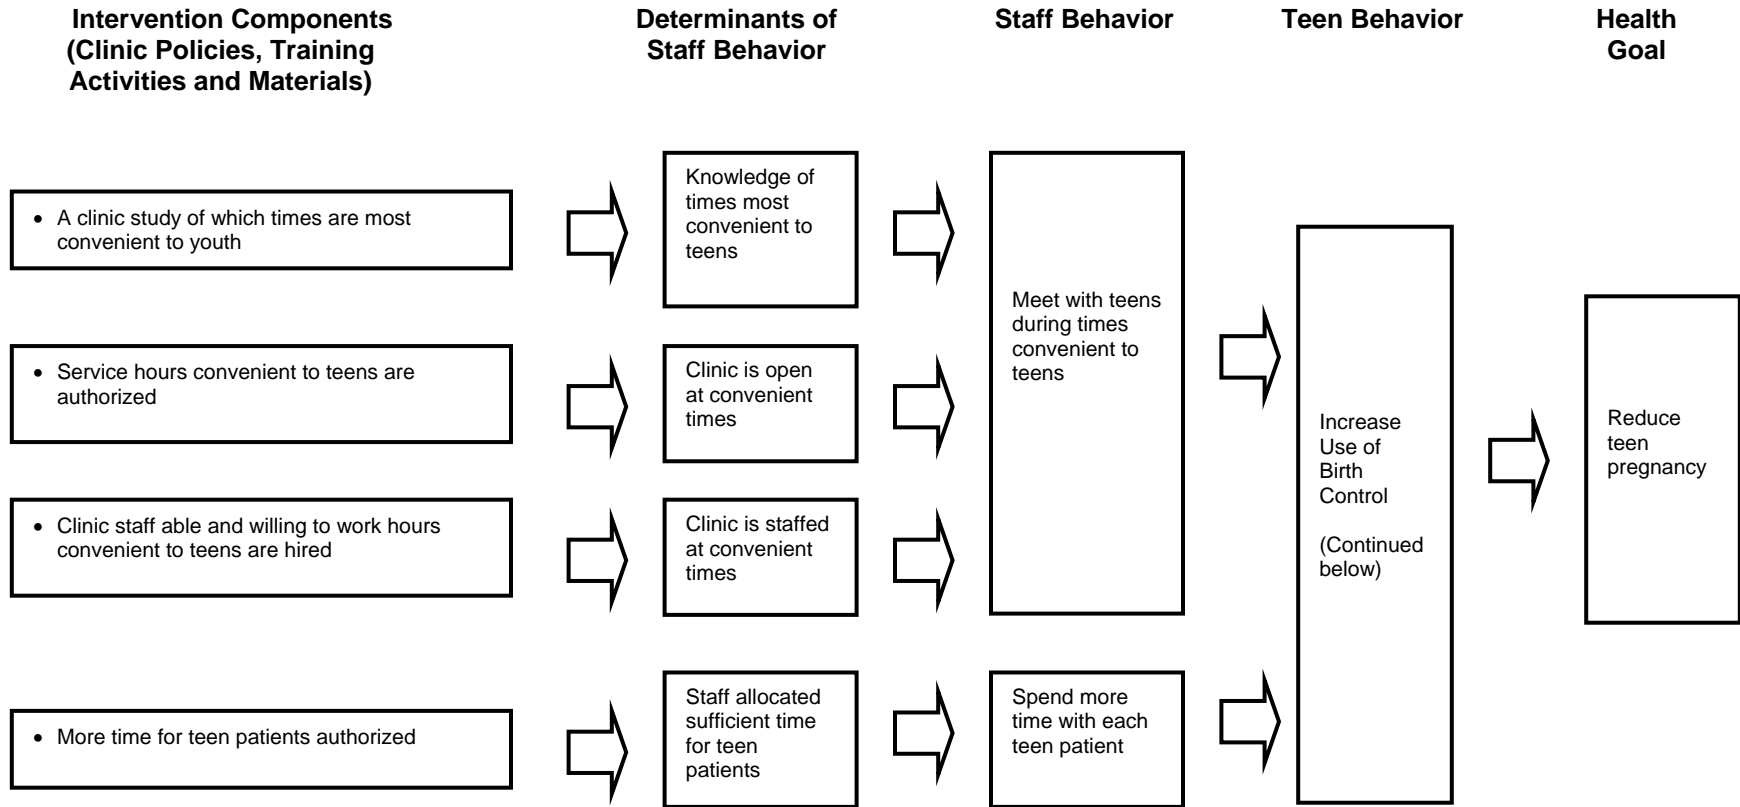 Intervention Components
(Clinic Policies, Training
Activities and Materials)
Determinants of
Staff Behavior
Staff Behavior
Teen Behavior
Health
Goal
• A clinic study of which times are most
convenient to youth
Knowledge of
times most
convenient to
teens
Meet with teens
during times
convenient to
teens
• Service hours convenient to teens are
authorized
Clinic is open
at convenient
times
• Clinic staff able and willing to work hours
convenient to teens are hired
Clinic is staffed
at convenient
times
• More time for teen patients authorized
Staff allocated
sufficient time
for teen
patients
Spend more
time with each
teen patient
Increase
Use of
Birth
Control
(Continued
below)
Reduce
teen
pregnancy